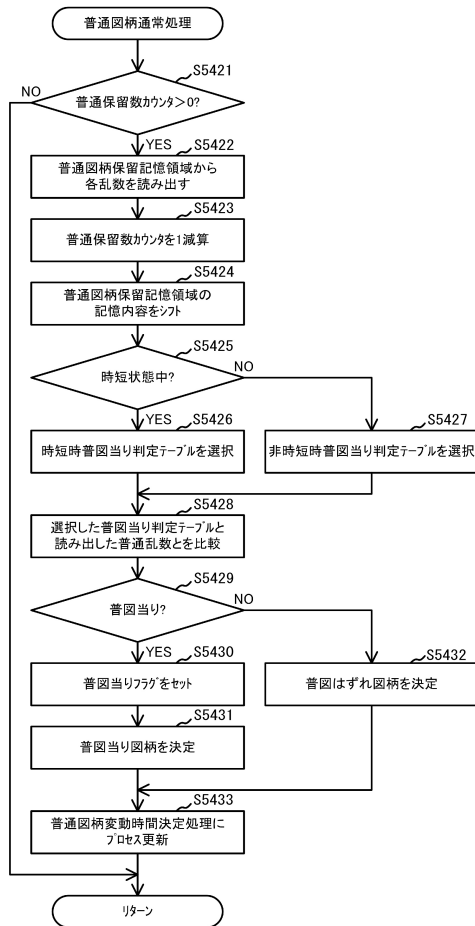 普通図柄通常処理
S5421
NO
普通保留数カウンタ>0?
YES
S5422
普通図柄保留記憶領域から
各乱数を読み出す
S5423
普通保留数カウンタを1減算
S5424
普通図柄保留記憶領域の
記憶内容をシフト
S5425
時短状態中?
NO
YES
S5426
時短時普図当り判定テーブルを選択
S5427
非時短時普図当り判定テーブルを選択
S5428
選択した普図当り判定テーブルと
読み出した普通乱数とを比較
S5429
普図当り?
NO
YES
S5430
普図当りフラグをセット
S5432
普図はずれ図柄を決定
S5431
普図当り図柄を決定
S5433
普通図柄変動時間決定処理に
プロセス更新
リターン